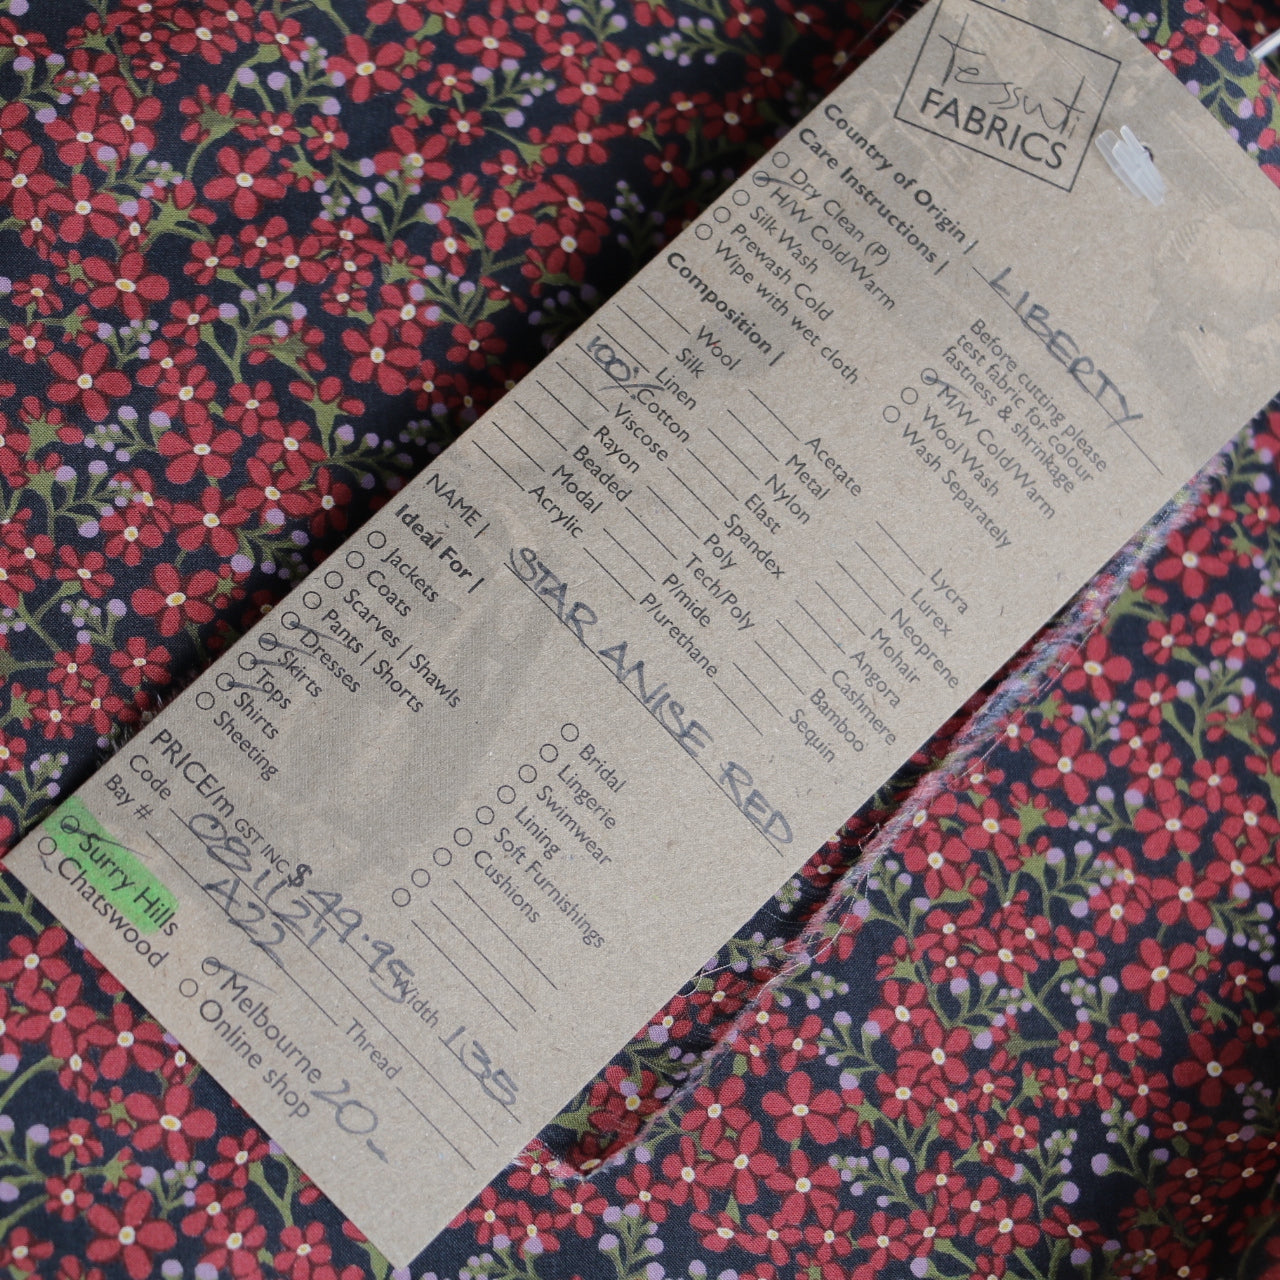 Tessuti
FABRICS
Country of Origin | LIBERTY
Care Instructions |
Dry Clean (P)
H/W Cold/Warm
Silk Wash
Prewash Cold
Wipe with wet cloth
Before cutting please
test fabric for colour
fastness & shrinkage
M/W Cold/Warm
Wool Wash
Wash Separately
Composition |
Wool
Silk
Linen
100% Cotton
Viscose
Rayon
Beaded
Modal
Acrylic
Acetate
Metal
Nylon
Elast
Spandex
Poly
Tech/Poly
P/mide
P/urethane
Lycra
Lurex
Neoprene
Mohair
Angora
Cashmere
Bamboo
Sequin
NAME | STAR ANISE RED
Ideal For |
Jackets
Coats
Scarves | Shawls
Pants | Shorts
Dresses
Skirts
Tops
Shirts
Sheeting
Bridal
Lingerie
Swimwear
Lining
Soft Furnishings
Cushions
PRICE/m GST INC $49.95 Width 135
Code 081121
Bay # A22 Thread
Surry Hills
Chatswood
Melbourne 20-
Online shop